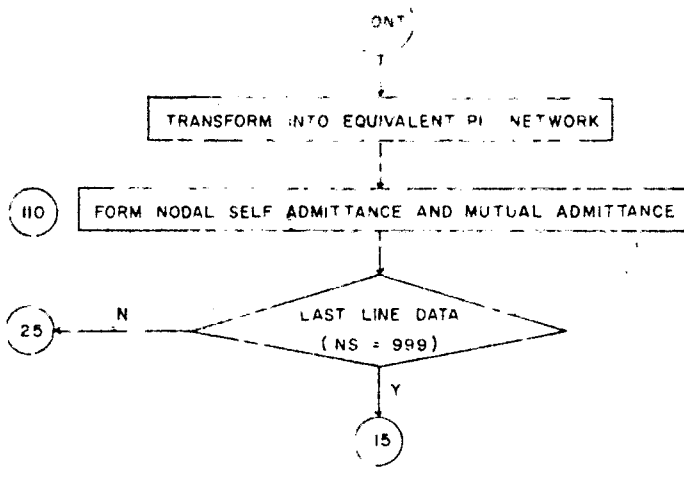 ONT
TRANSFORM INTO EQUIVALENT PI NETWORK
110
FORM NODAL SELF ADMITTANCE AND MUTUAL ADMITTANCE
LAST LINE DATA
(NS = 999)
N
25
Y
15